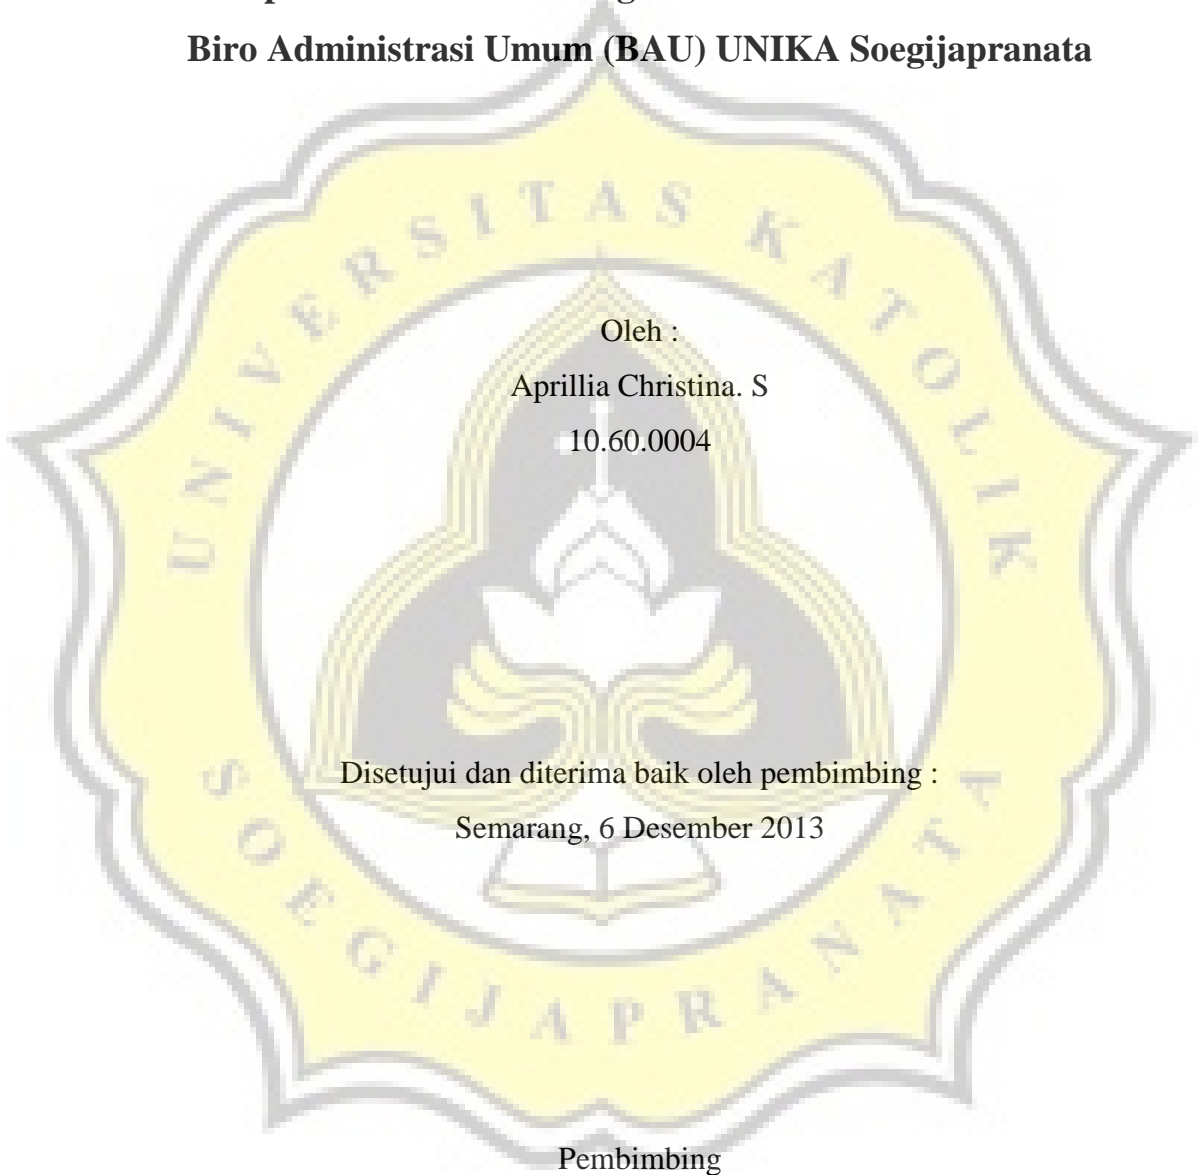 Biro Administrasi Umum (BAU) UNIKA Soegijapranata
UNIVERSITAS KATOLIK
Oleh :
Aprillia Christina. S
10.60.0004
Disetujui dan diterima baik oleh pembimbing :
Semarang, 6 Desember 2013
SOEGIJAPRANATA
Pembimbing